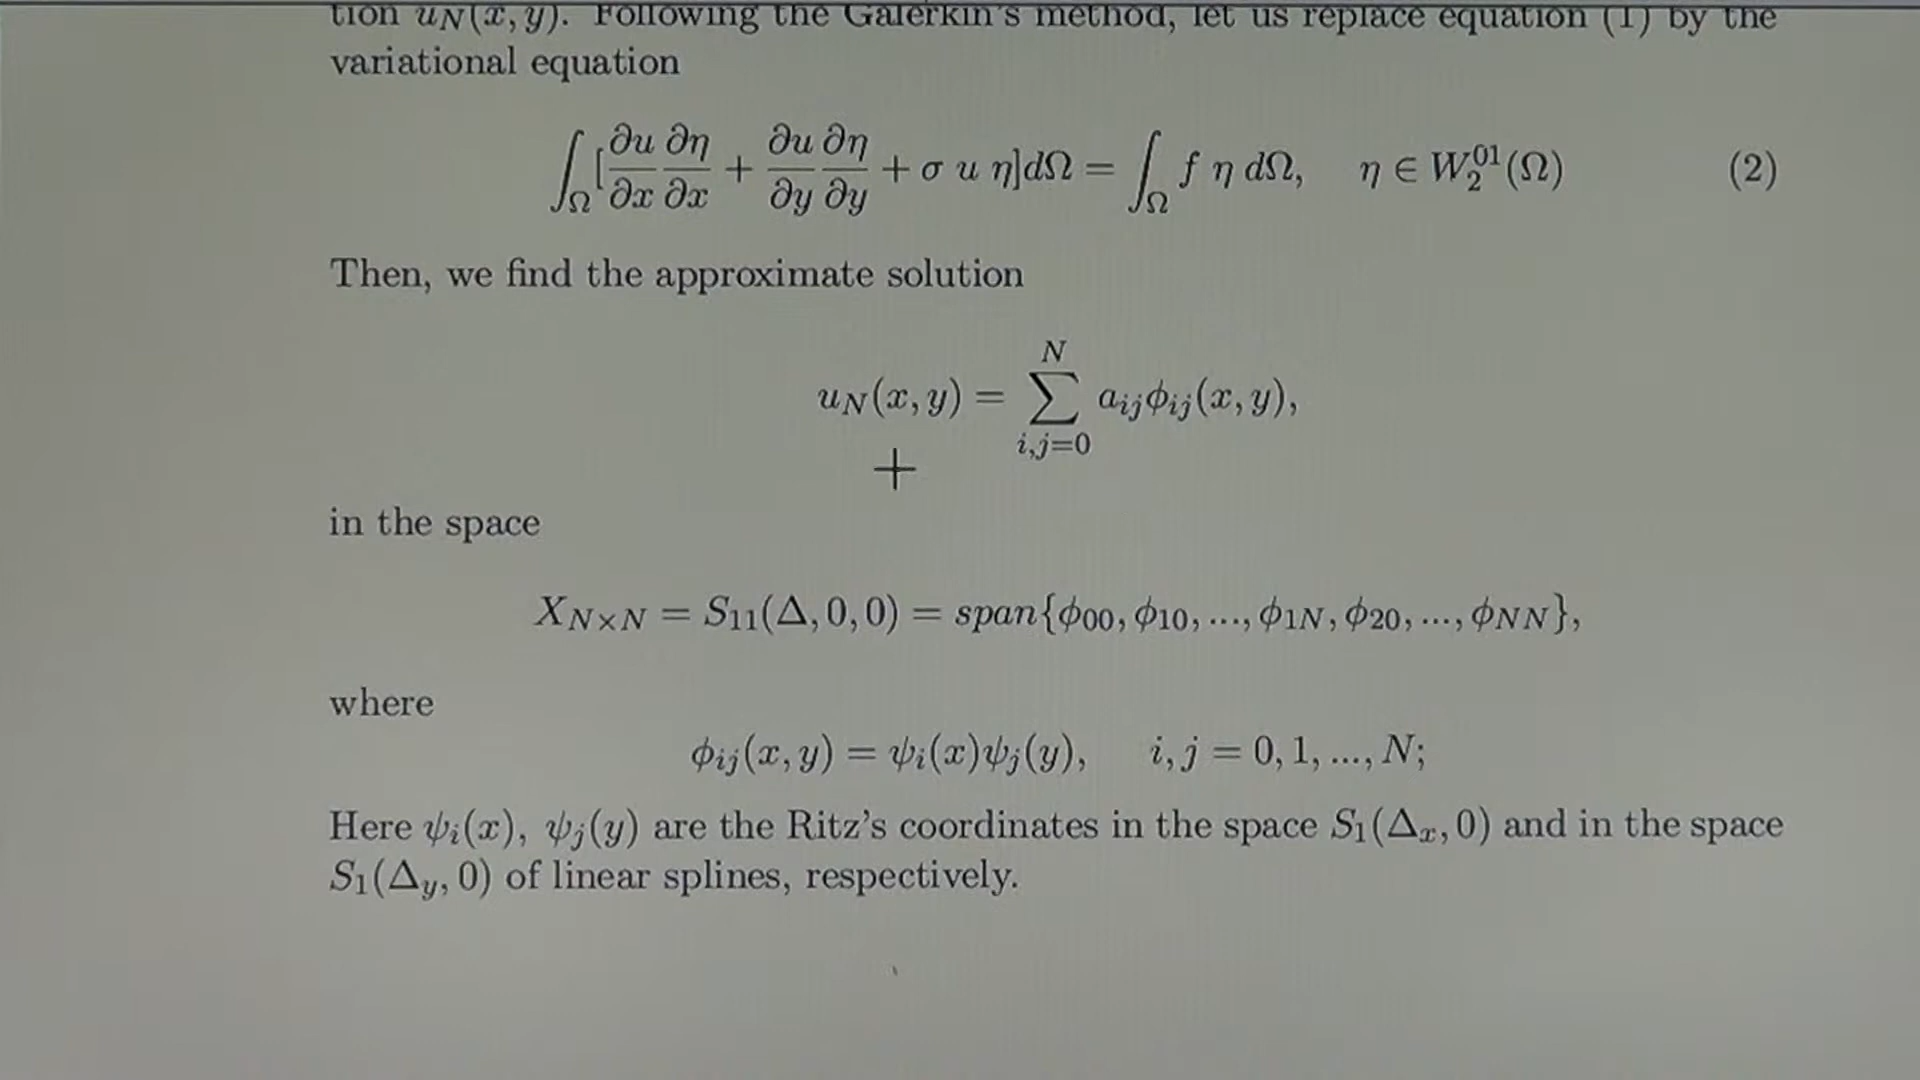 tion u_N(x, y). Following the Galerkin's method, let us replace equation (1) by the
variational equation
∫_Ω [∂u/∂x ∂η/∂x + ∂u/∂y ∂η/∂y + σ u η]dΩ = ∫_Ω f η dΩ, η ∈ W_2^{01}(Ω) (2)
Then, we find the approximate solution
u_N(x, y) = ∑_{i,j=0}^{N} a_{ij}ϕ_{ij}(x, y),
in the space
X_{N×N} = S_{11}(Δ, 0, 0) = span{ϕ_{00}, ϕ_{10}, ..., ϕ_{1N}, ϕ_{20}, ..., ϕ_{NN}},
where
ϕ_{ij}(x, y) = ψ_i(x)ψ_j(y), i, j = 0, 1, ..., N;
Here ψ_i(x), ψ_j(y) are the Ritz's coordinates in the space S_1(Δ_x, 0) and in the space
S_1(Δ_y, 0) of linear splines, respectively.